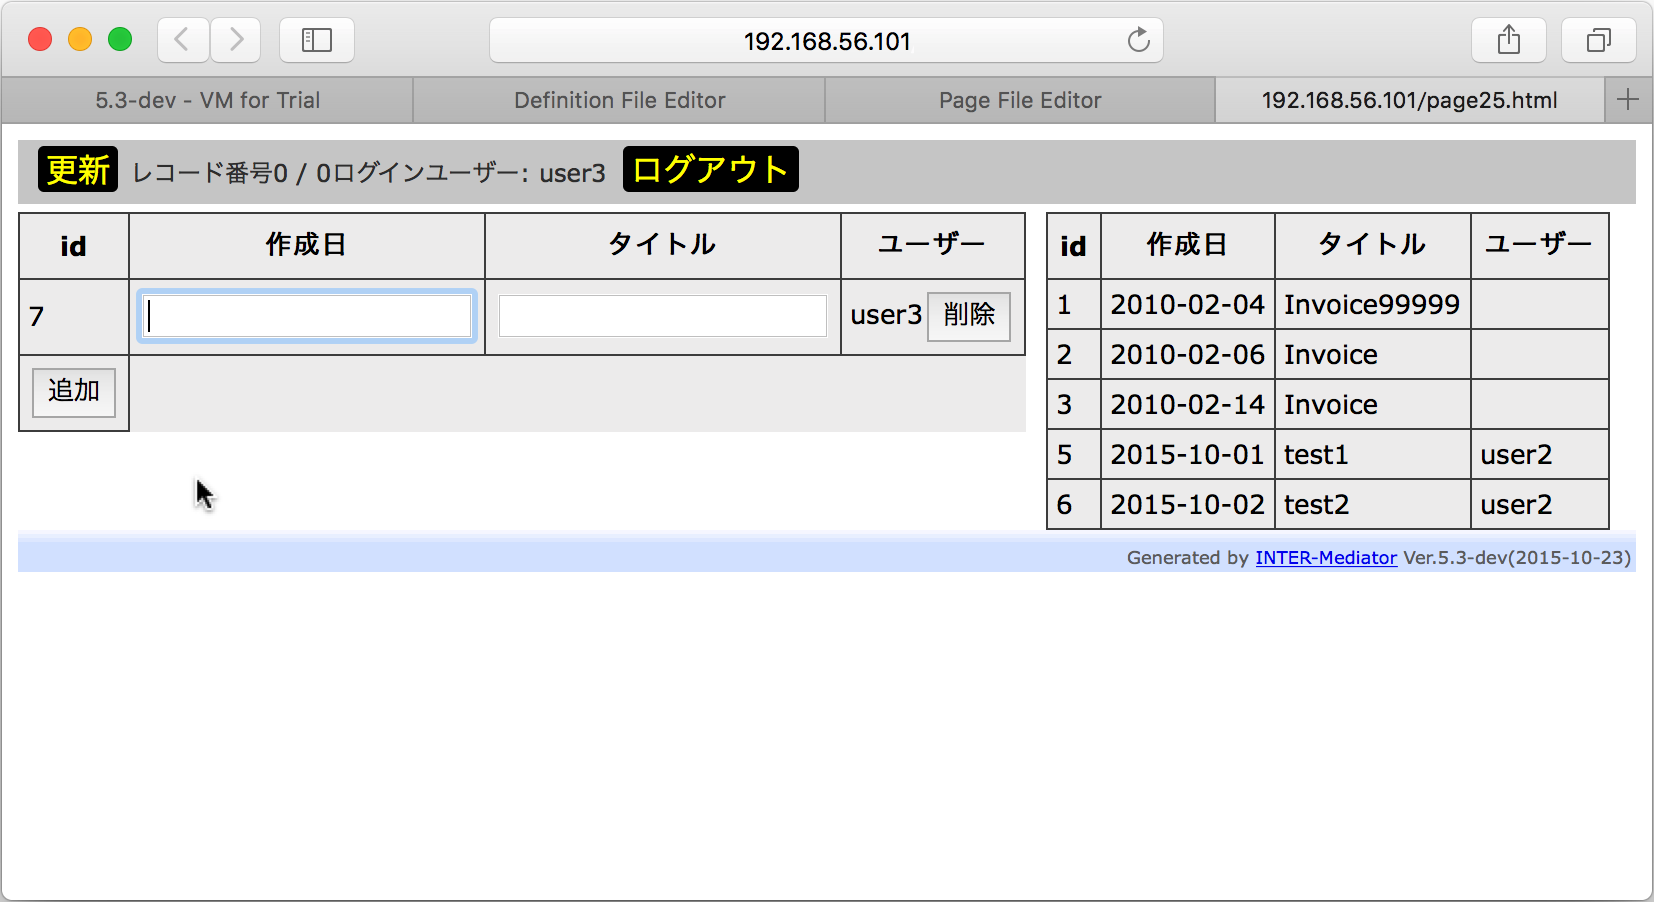 192.168.56.101
5.3-dev - VM for Trial Definition File Editor Page File Editor 192.168.56.101/page25.html
更新 レコード番号0 / 0ログインユーザー: user3 ログアウト
id 作成日 タイトル ユーザー
7 user3 削除
追加
id 作成日 タイトル ユーザー
1 2010-02-04 Invoice99999
2 2010-02-06 Invoice
3 2010-02-14 Invoice
5 2015-10-01 test1 user2
6 2015-10-02 test2 user2
Generated by INTER-Mediator Ver.5.3-dev(2015-10-23)